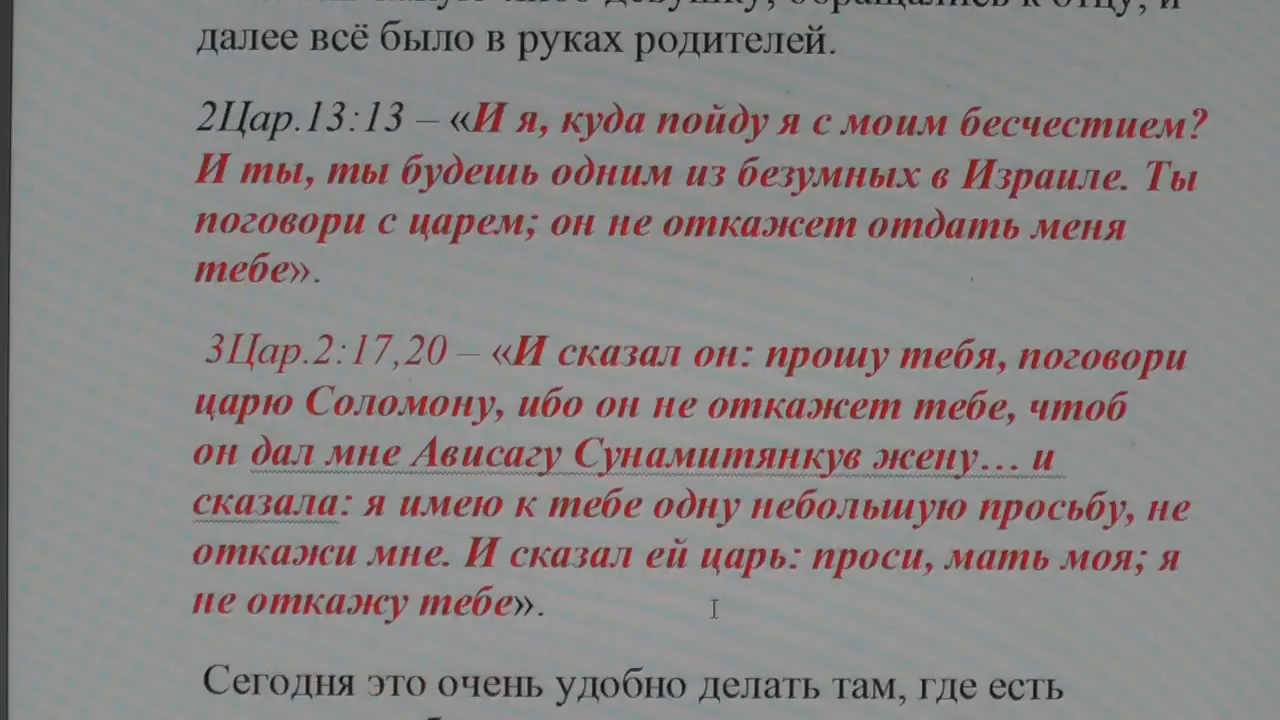 девушку, обращались к отцу, и
далее всё было в руках родителей.
2Цар.13:13 – «И я, куда пойду я с моим бесчестием?
И ты, ты будешь одним из безумных в Израиле. Ты
поговори с царем; он не откажет отдать меня
тебе».
3Цар.2:17,20 – «И сказал он: прошу тебя, поговори
царю Соломону, ибо он не откажет тебе, чтоб
он дал мне Ависагу Сунамитянкув жену… и
сказала: я имею к тебе одну небольшую просьбу, не
откажи мне. И сказал ей царь: проси, мать моя; я
не откажу тебе».
Сегодня это очень удобно делать там, где есть